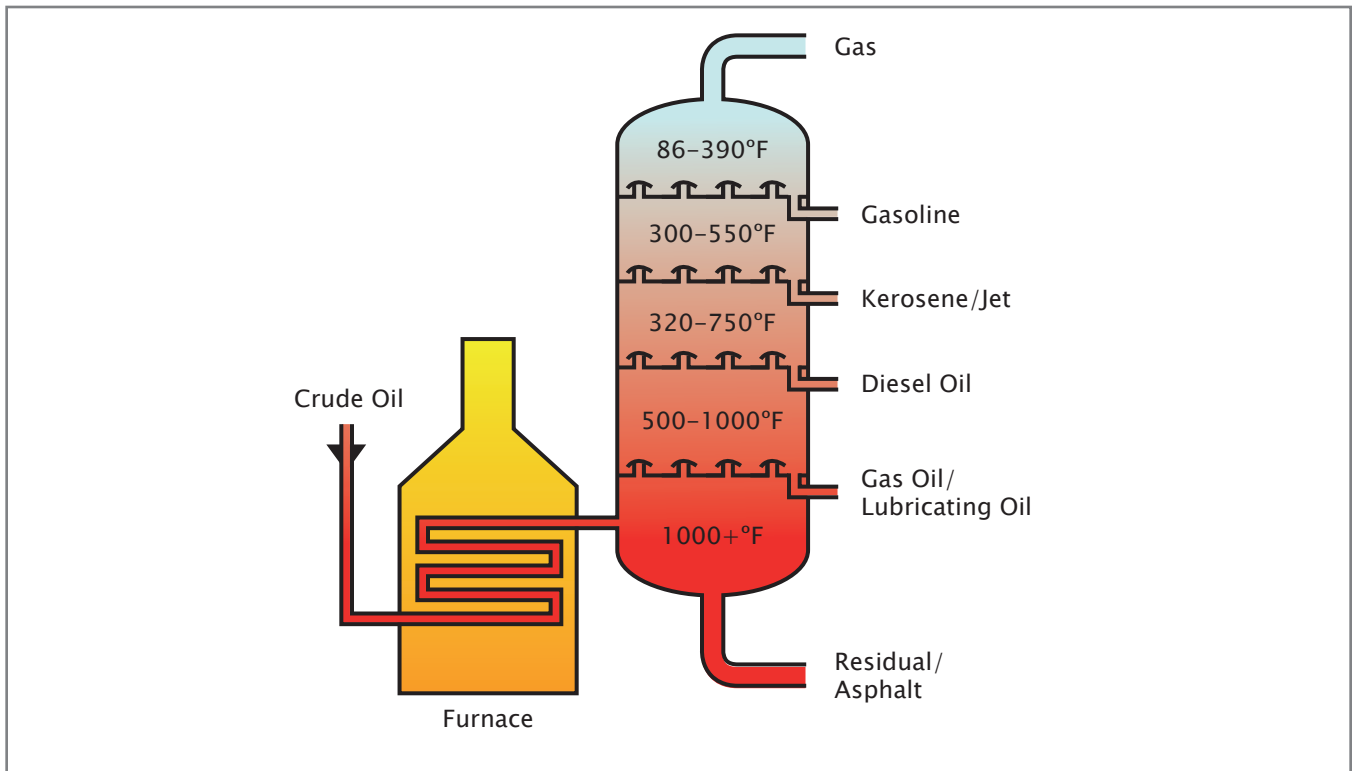 Gas
86–390°F
Gasoline
300–550°F
Kerosene/Jet
320–750°F
Diesel Oil
Crude Oil
500–1000°F
Gas Oil/
Lubricating Oil
1000+°F
Residual/
Asphalt
Furnace